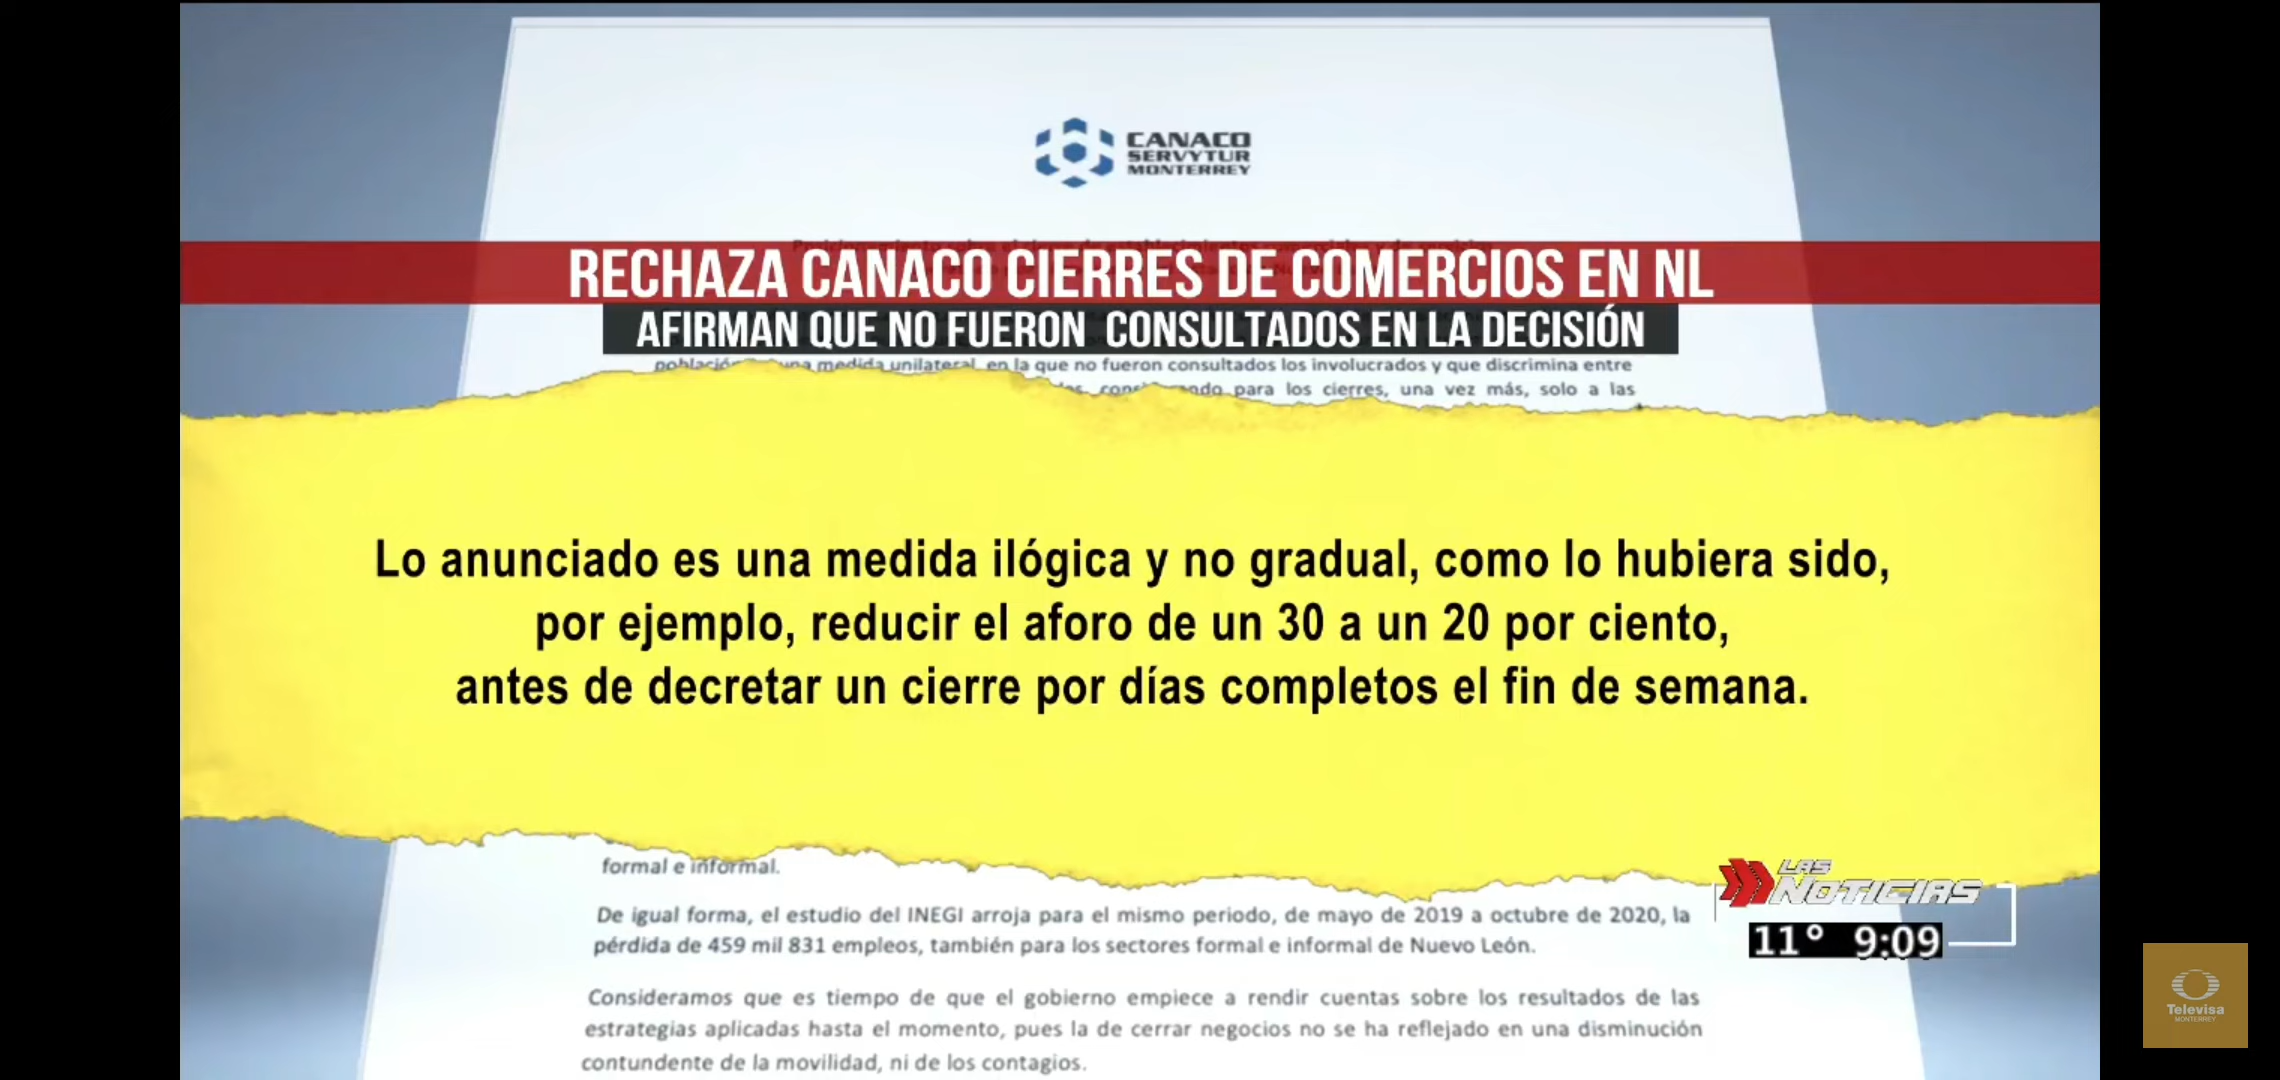 CANACO
SERVYTUR
MONTERREY
RECHAZA CANACO CIERRES DE COMERCIOS EN NL
AFIRMAN QUE NO FUERON CONSULTADOS EN LA DECISIÓN
población una medida unilateral, en la que no fueron consultados los involucrados y que discrimina entre
para los cierres, una vez más, solo a las
Lo anunciado es una medida ilógica y no gradual, como lo hubiera sido,
por ejemplo, reducir el aforo de un 30 a un 20 por ciento,
antes de decretar un cierre por días completos el fin de semana.
formal e informal.
De igual forma, el estudio del INEGI arroja para el mismo periodo, de mayo de 2019 a octubre de 2020, la
pérdida de 459 mil 831 empleos, también para los sectores formal e informal de Nuevo León.
Consideramos que es tiempo de que el gobierno empiece a rendir cuentas sobre los resultados de las
estrategias aplicadas hasta el momento, pues la de cerrar negocios no se ha reflejado en una disminución
contundente de la movilidad, ni de los contagios.
LAS
NOTICIAS
11° 9:09
Televisa
MONTERREY